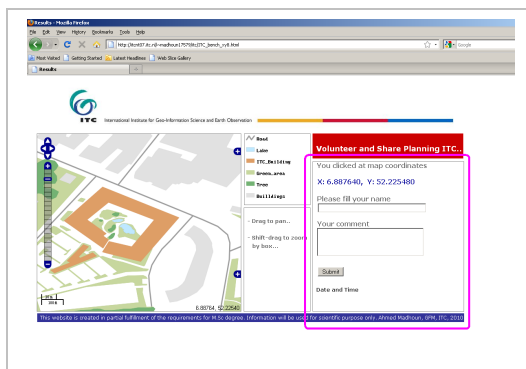 Results - Mozilla Firefox
File Edit View History Bookmarks Tools Help
Google
Most Visited Getting Started Latest Headlines Web Slice Gallery
Results
ITC International Institute for Geo-Information Science and Earth Observation
Road
Lake
ITC_Building
Green_area
Tree
Builldings
- Drag to pan..
- Shift-drag to zoom
by box...
6.88764, 52.22548
Volunteer and Share Planning ITC..
You clicked at map coordinates
X: 6.887640, Y: 52.225480
Please fill your name
Your comment
Submit
Date and Time
This website is created in partial fulfillment of the requirements for M.Sc degree. Information will be used for scientific purpose only. Ahmed Madhoun, GFM, ITC, 2010